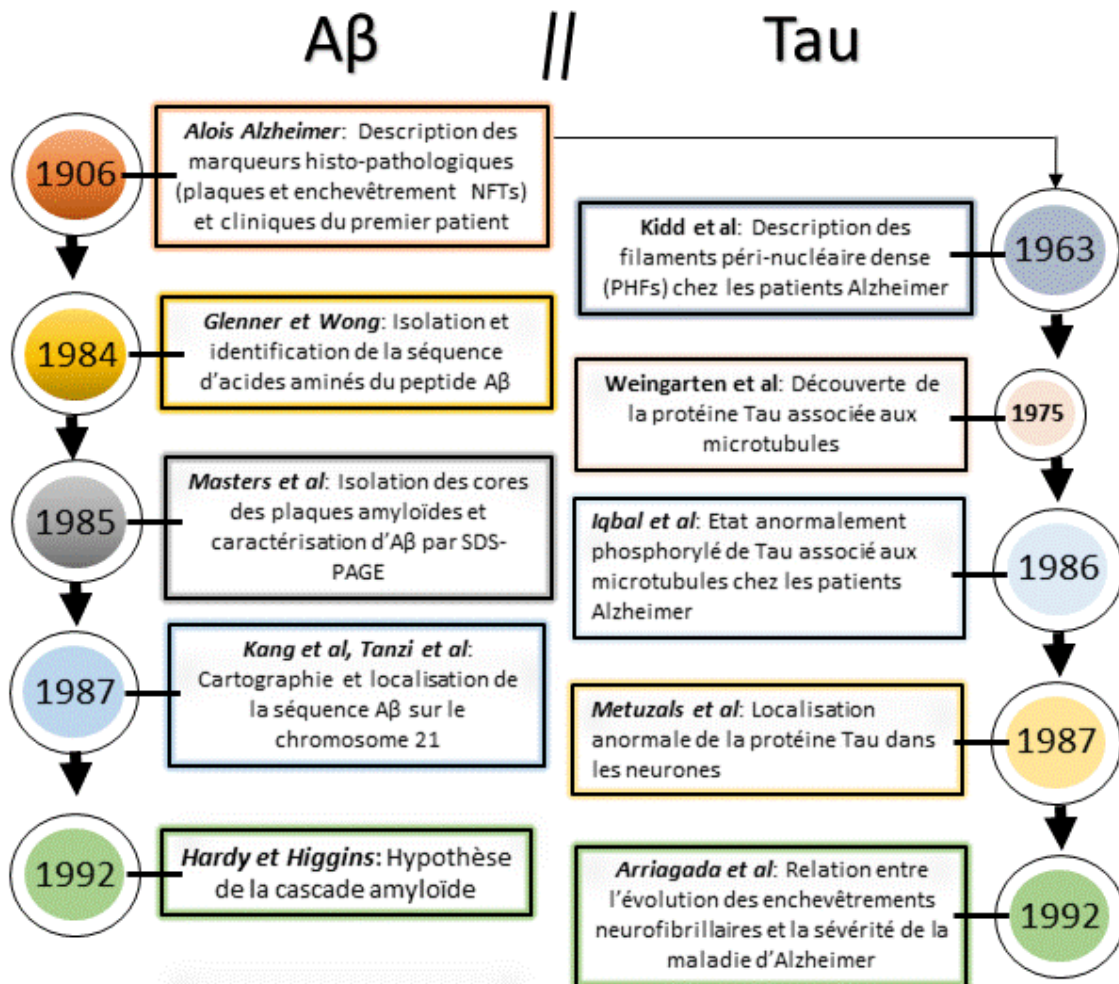 Aβ // Tau
1906
Alois Alzheimer: Description des
marqueurs histo-pathologiques
(plaques et enchevêtrement NFTs)
et cliniques du premier patient
1984
Glenner et Wong: Isolation et
identification de la séquence
d'acides aminés du peptide Aβ
1985
Masters et al: Isolation des cores
des plaques amyloïdes et
caractérisation d'Aβ par SDS-
PAGE
1987
Kang et al, Tanzi et al:
Cartographie et localisation de
la séquence Aβ sur le
chromosome 21
1992
Hardy et Higgins: Hypothèse
de la cascade amyloïde
Kidd et al: Description des
filaments péri-nucléaire dense
(PHFs) chez les patients Alzheimer
1963
Weingarten et al: Découverte de
la protéine Tau associée aux
microtubules
1975
Iqbal et al: Etat anormalement
phosphorylé de Tau associé aux
microtubules chez les patients
Alzheimer
1986
Metuzals et al: Localisation
anormale de la protéine Tau dans
les neurones
1987
Arriagada et al: Relation entre
l'évolution des enchevêtrements
neurofibrillaires et la sévérité de la
maladie d'Alzheimer
1992